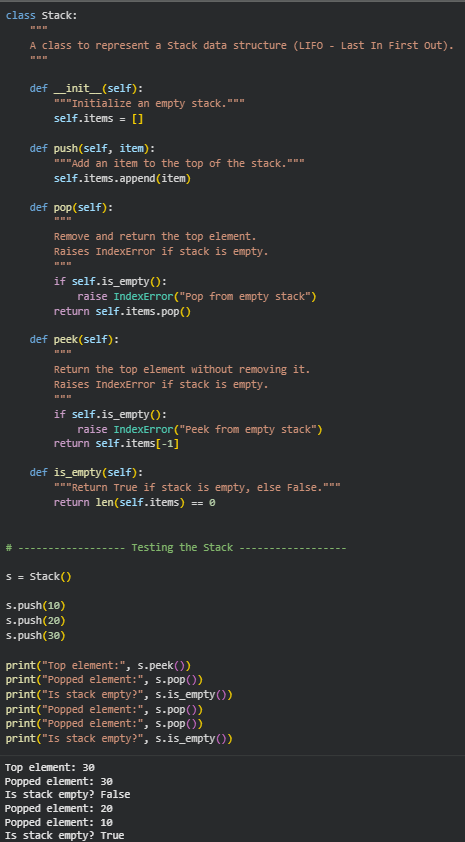 class Stack:
    """
    A class to represent a Stack data structure (LIFO - Last In First Out).
    """

    def __init__(self):
        """Initialize an empty stack."""
        self.items = []

    def push(self, item):
        """Add an item to the top of the stack."""
        self.items.append(item)

    def pop(self):
        """
        Remove and return the top element.
        Raises IndexError if stack is empty.
        """
        if self.is_empty():
            raise IndexError("Pop from empty stack")
        return self.items.pop()

    def peek(self):
        """
        Return the top element without removing it.
        Raises IndexError if stack is empty.
        """
        if self.is_empty():
            raise IndexError("Peek from empty stack")
        return self.items[-1]

    def is_empty(self):
        """Return True if stack is empty, else False."""
        return len(self.items) == 0


# ------------------ Testing the Stack ------------------

s = Stack()

s.push(10)
s.push(20)
s.push(30)

print("Top element:", s.peek())
print("Popped element:", s.pop())
print("Is stack empty?", s.is_empty())
print("Popped element:", s.pop())
print("Popped element:", s.pop())
print("Is stack empty?", s.is_empty())

Top element: 30
Popped element: 30
Is stack empty? False
Popped element: 20
Popped element: 10
Is stack empty? True